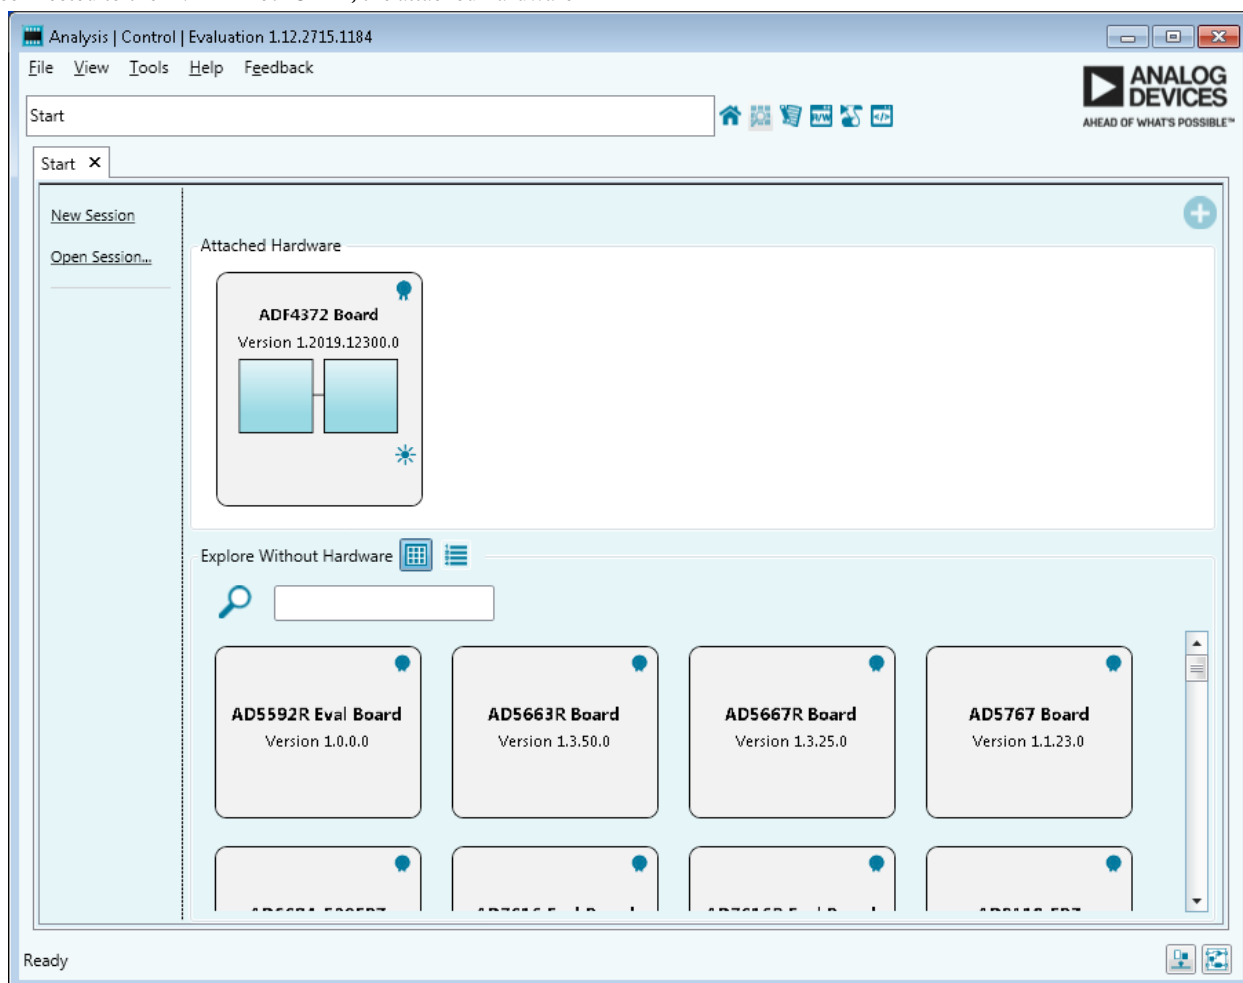 Analysis | Control | Evaluation 1.12.2715.1184
File View Tools Help Feedback
ANALOG
DEVICES
AHEAD OF WHAT'S POSSIBLE™
Start
R/W
</>
Start
New Session
Open Session...
Attached Hardware
ADF4372 Board
Version 1.2019.12300.0
Explore Without Hardware
AD5592R Eval Board
Version 1.0.0.0
AD5663R Board
Version 1.3.50.0
AD5667R Board
Version 1.3.25.0
AD5767 Board
Version 1.1.23.0
Ready